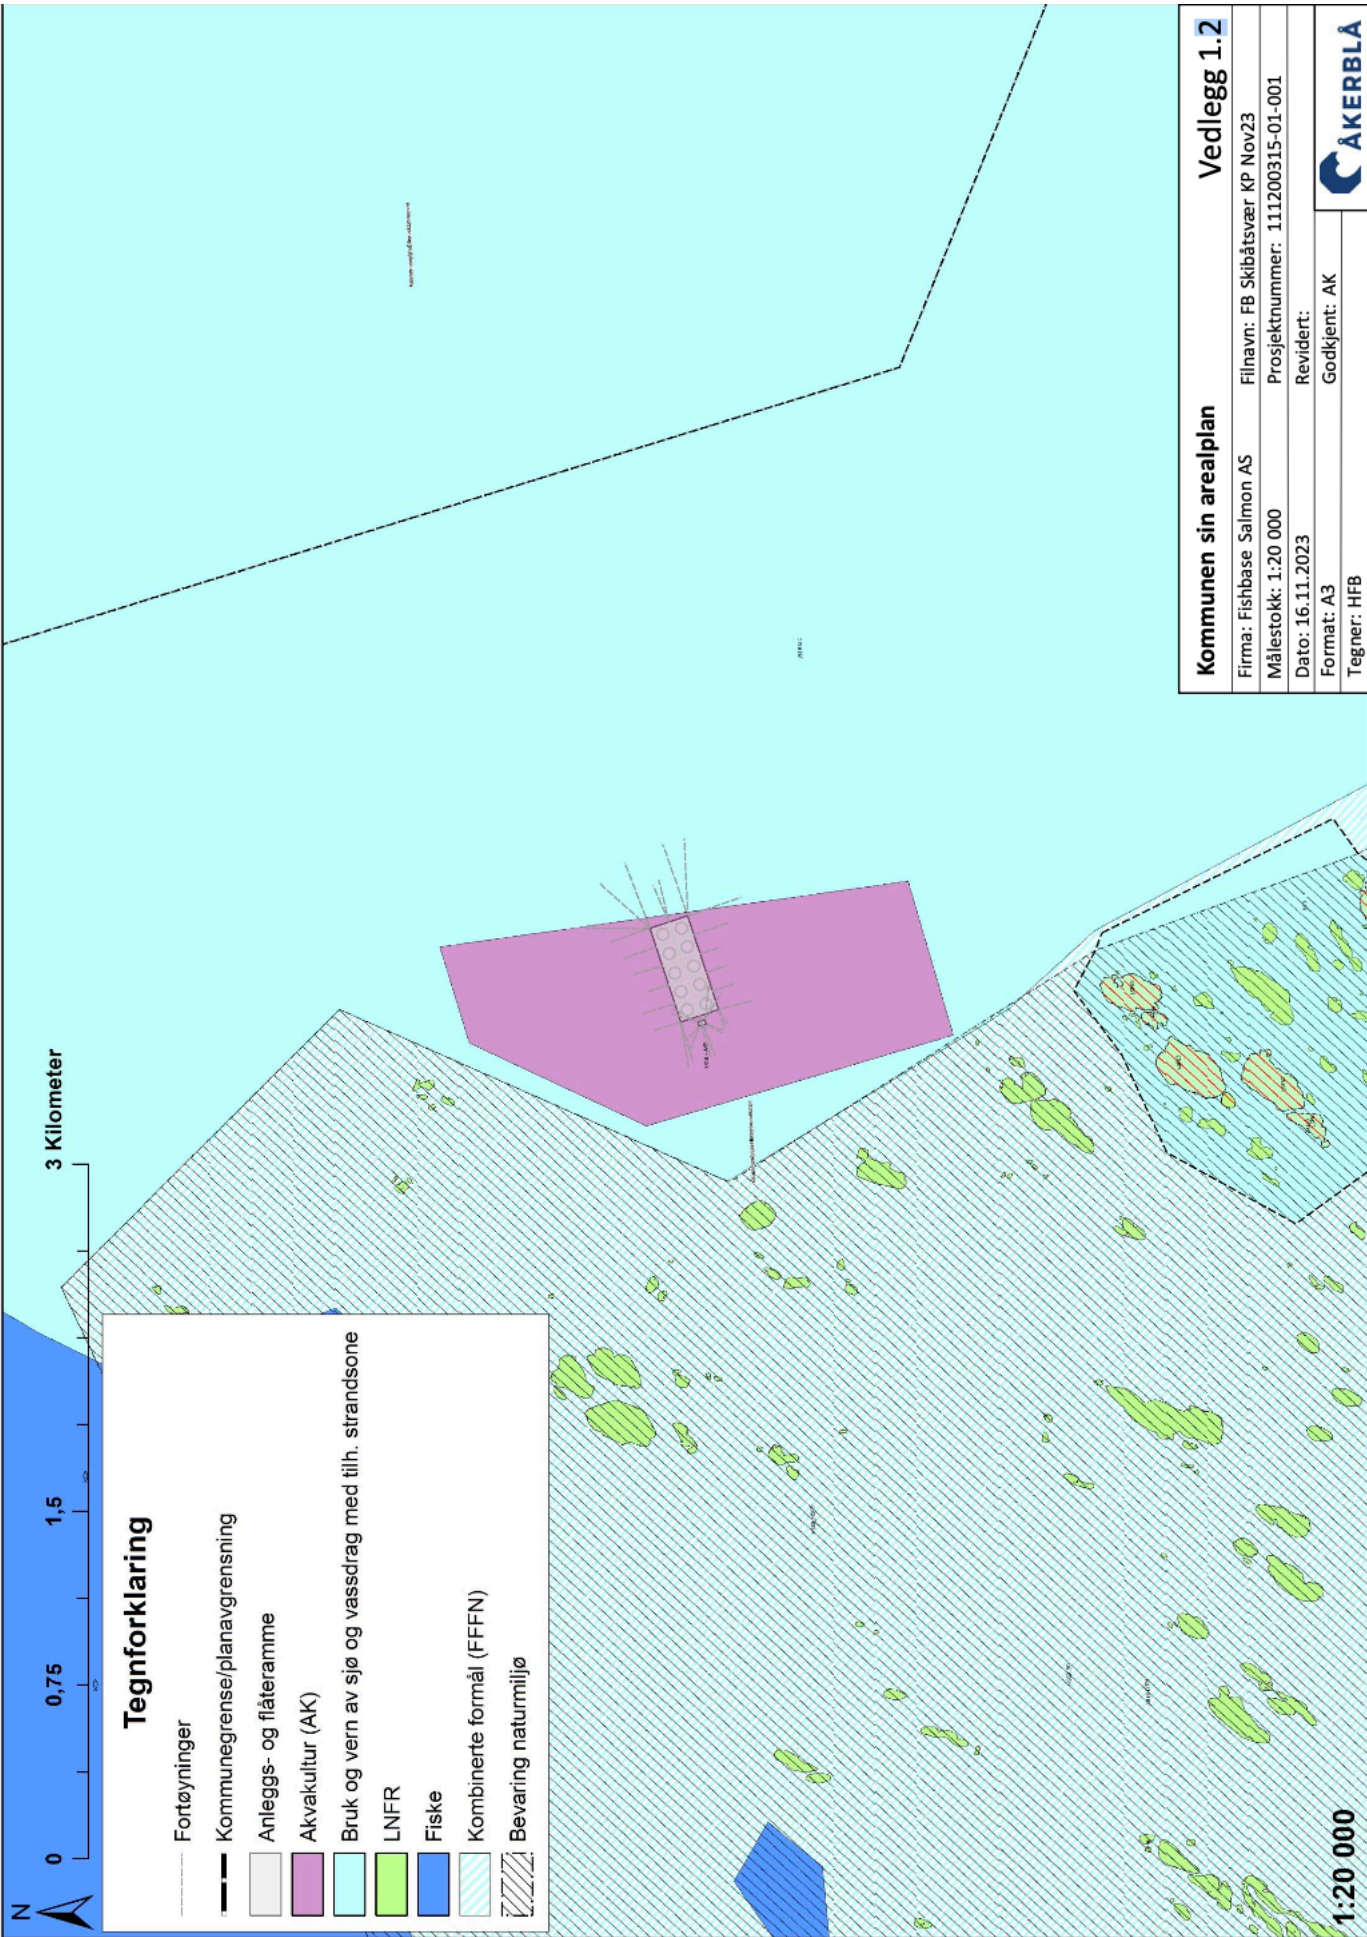 N
0 0,75 1,5 3 Kilometer
Tegnforklaring
Fortøyninger
Kommunegrense/planavgrensning
Anleggs- og flåteramme
Akvakultur (AK)
Bruk og vern av sjø og vassdrag med tilh. strandsone
LNFR
Fiske
Kombinerte formål (FFFN)
Bevaring naturmiljø
1:20 000
Kommunen sin arealplan Vedlegg 1.2
Firma: Fishbase Salmon AS Filnavn: FB Skibåtsvær KP Nov23
Målestokk: 1:20 000 Prosjektnummer: 111200315-01-001
Dato: 16.11.2023 Revidert:
Format: A3 Godkjent: AK
Tegner: HFB
ÅKERBLÅ